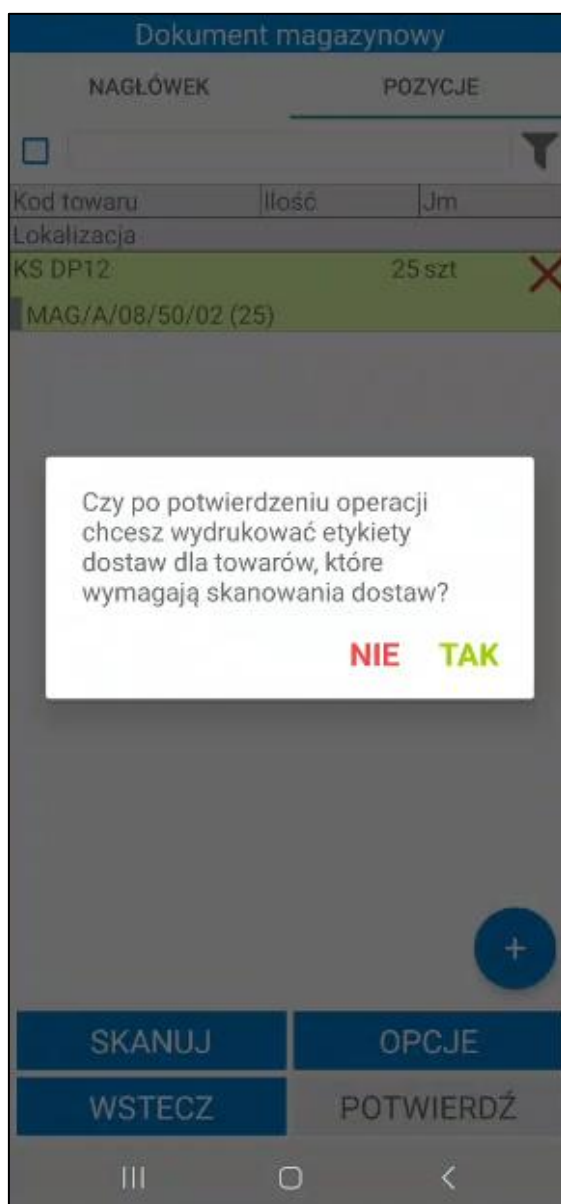 Dokument magazynowy
NAGŁÓWEK POZYCJE
Kod towaru Ilość Jm
Lokalizacja
KS DP12 25 szt
MAG/A/08/50/02 (25)
Czy po potwierdzeniu operacji
chcesz wydrukować etykiety
dostaw dla towarów, które
wymagają skanowania dostaw?
NIE TAK
+
SKANUJ OPCJE
WSTECZ POTWIERDŹ